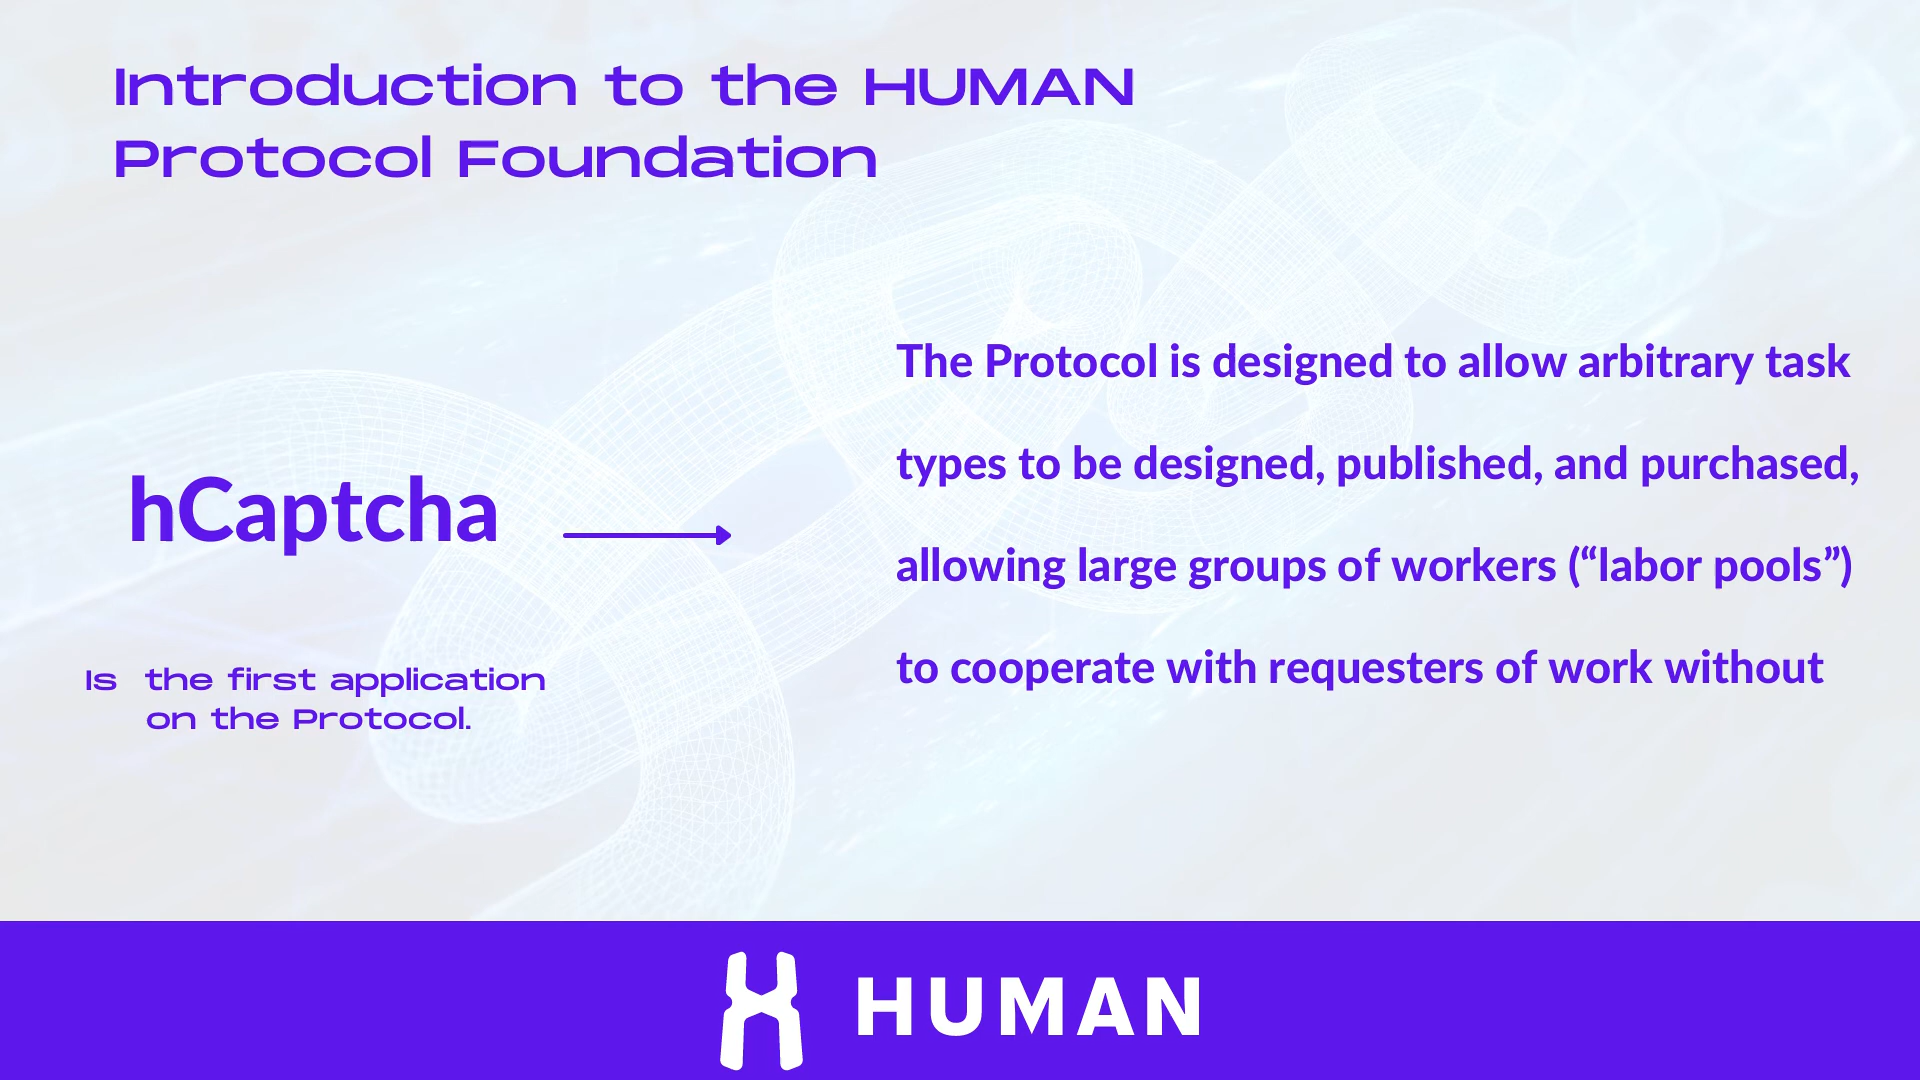 Introduction to the HUMAN
Protocol Foundation
hCaptcha
Is the first application
on the Protocol.
The Protocol is designed to allow arbitrary task
types to be designed, published, and purchased,
allowing large groups of workers (“labor pools”)
to cooperate with requesters of work without
HUMAN